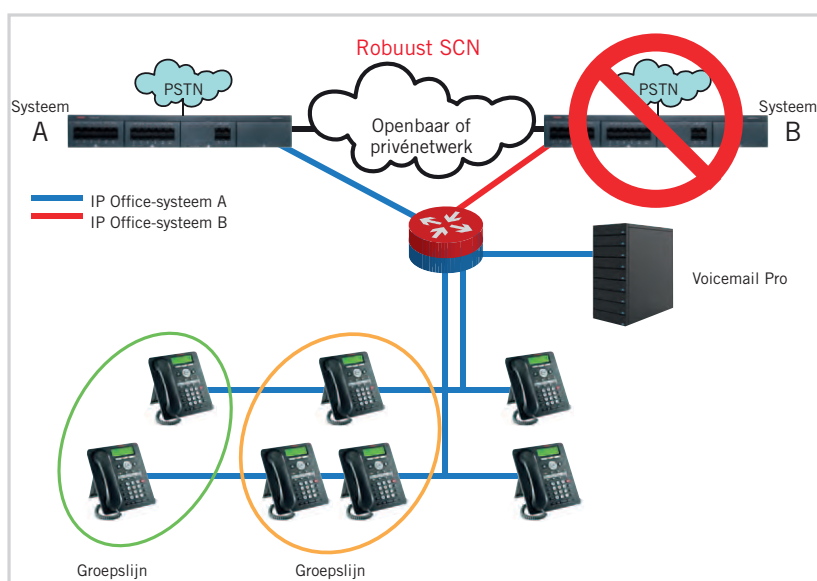 Robuust SCN
PSTN
PSTN
Systeem
A
Systeem
B
Openbaar of
privénetwerk
IP Office-systeem A
IP Office-systeem B
Voicemail Pro
Groepslijn
Groepslijn